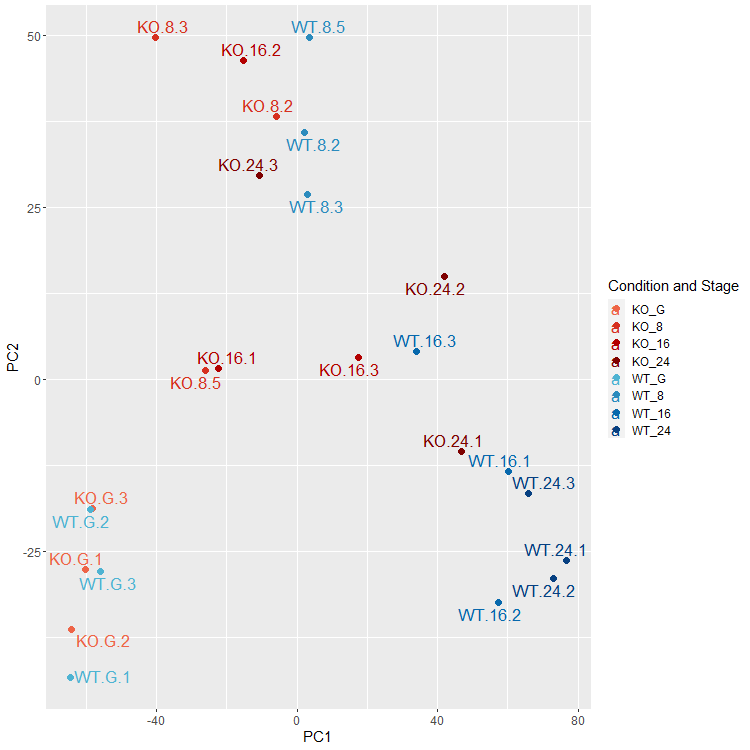 KO.8.3
WT.8.5
50
KO.16.2
KO.8.2
WT.8.2
KO.24.3
25
WT.8.3
KO.24.2
Condition and Stage
a KO_G
a KO_8
a KO_16
a KO_24
a WT_G
a WT_8
a WT_16
a WT_24
WT.16.3
PC2
KO.16.1
KO.16.3
0
KO.8.5
KO.24.1
WT.16.1
WT.24.3
KO.G.3
WT.G.2
-25
KO.G.1
WT.24.1
WT.G.3
WT.24.2
WT.16.2
KO.G.2
WT.G.1
-40 0 40 80
PC1